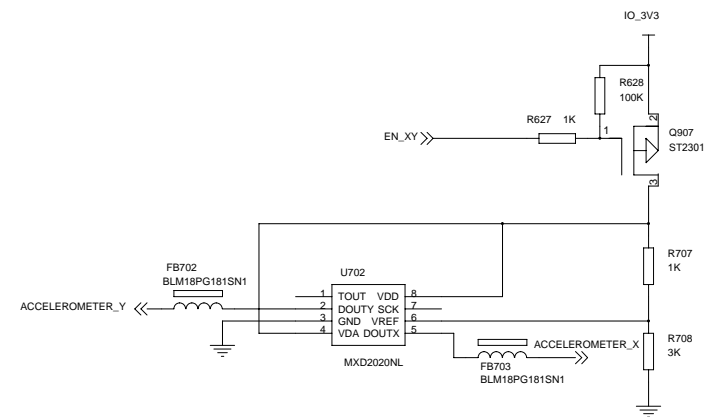 IO_3V3
R628
100K
R627 1K
EN_XY
1
2
Q907
ST2301
3
FB702
BLM18PG181SN1
U702
R707
1K
1 TOUT VDD 8
ACCELEROMETER_Y
2 DOUTY SCK 7
3 GND VREF 6
4 VDA DOUTX 5
ACCELEROMETER_X
R708
3K
MXD2020NL
FB703
BLM18PG181SN1